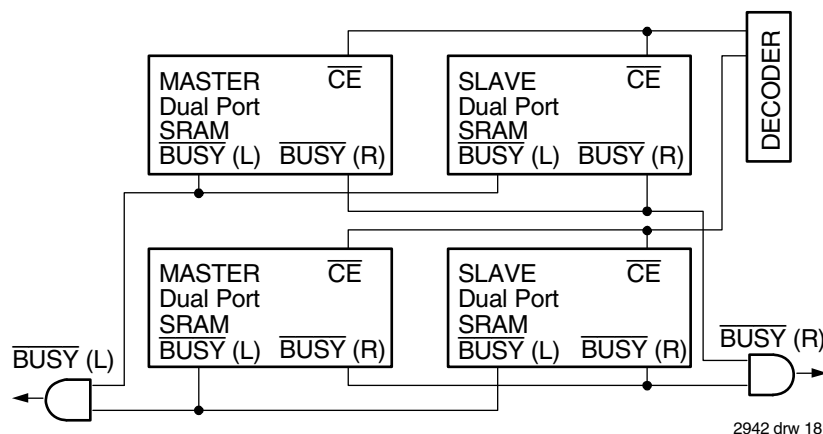 MASTER CE
Dual Port
SRAM
BUSY (L) BUSY (R)
SLAVE CE
Dual Port
SRAM
BUSY (L) BUSY (R)
DECODER
MASTER CE
Dual Port
SRAM
BUSY (L) BUSY (R)
SLAVE CE
Dual Port
SRAM
BUSY (L) BUSY (R)
BUSY (L)
BUSY (R)
2942 drw 18